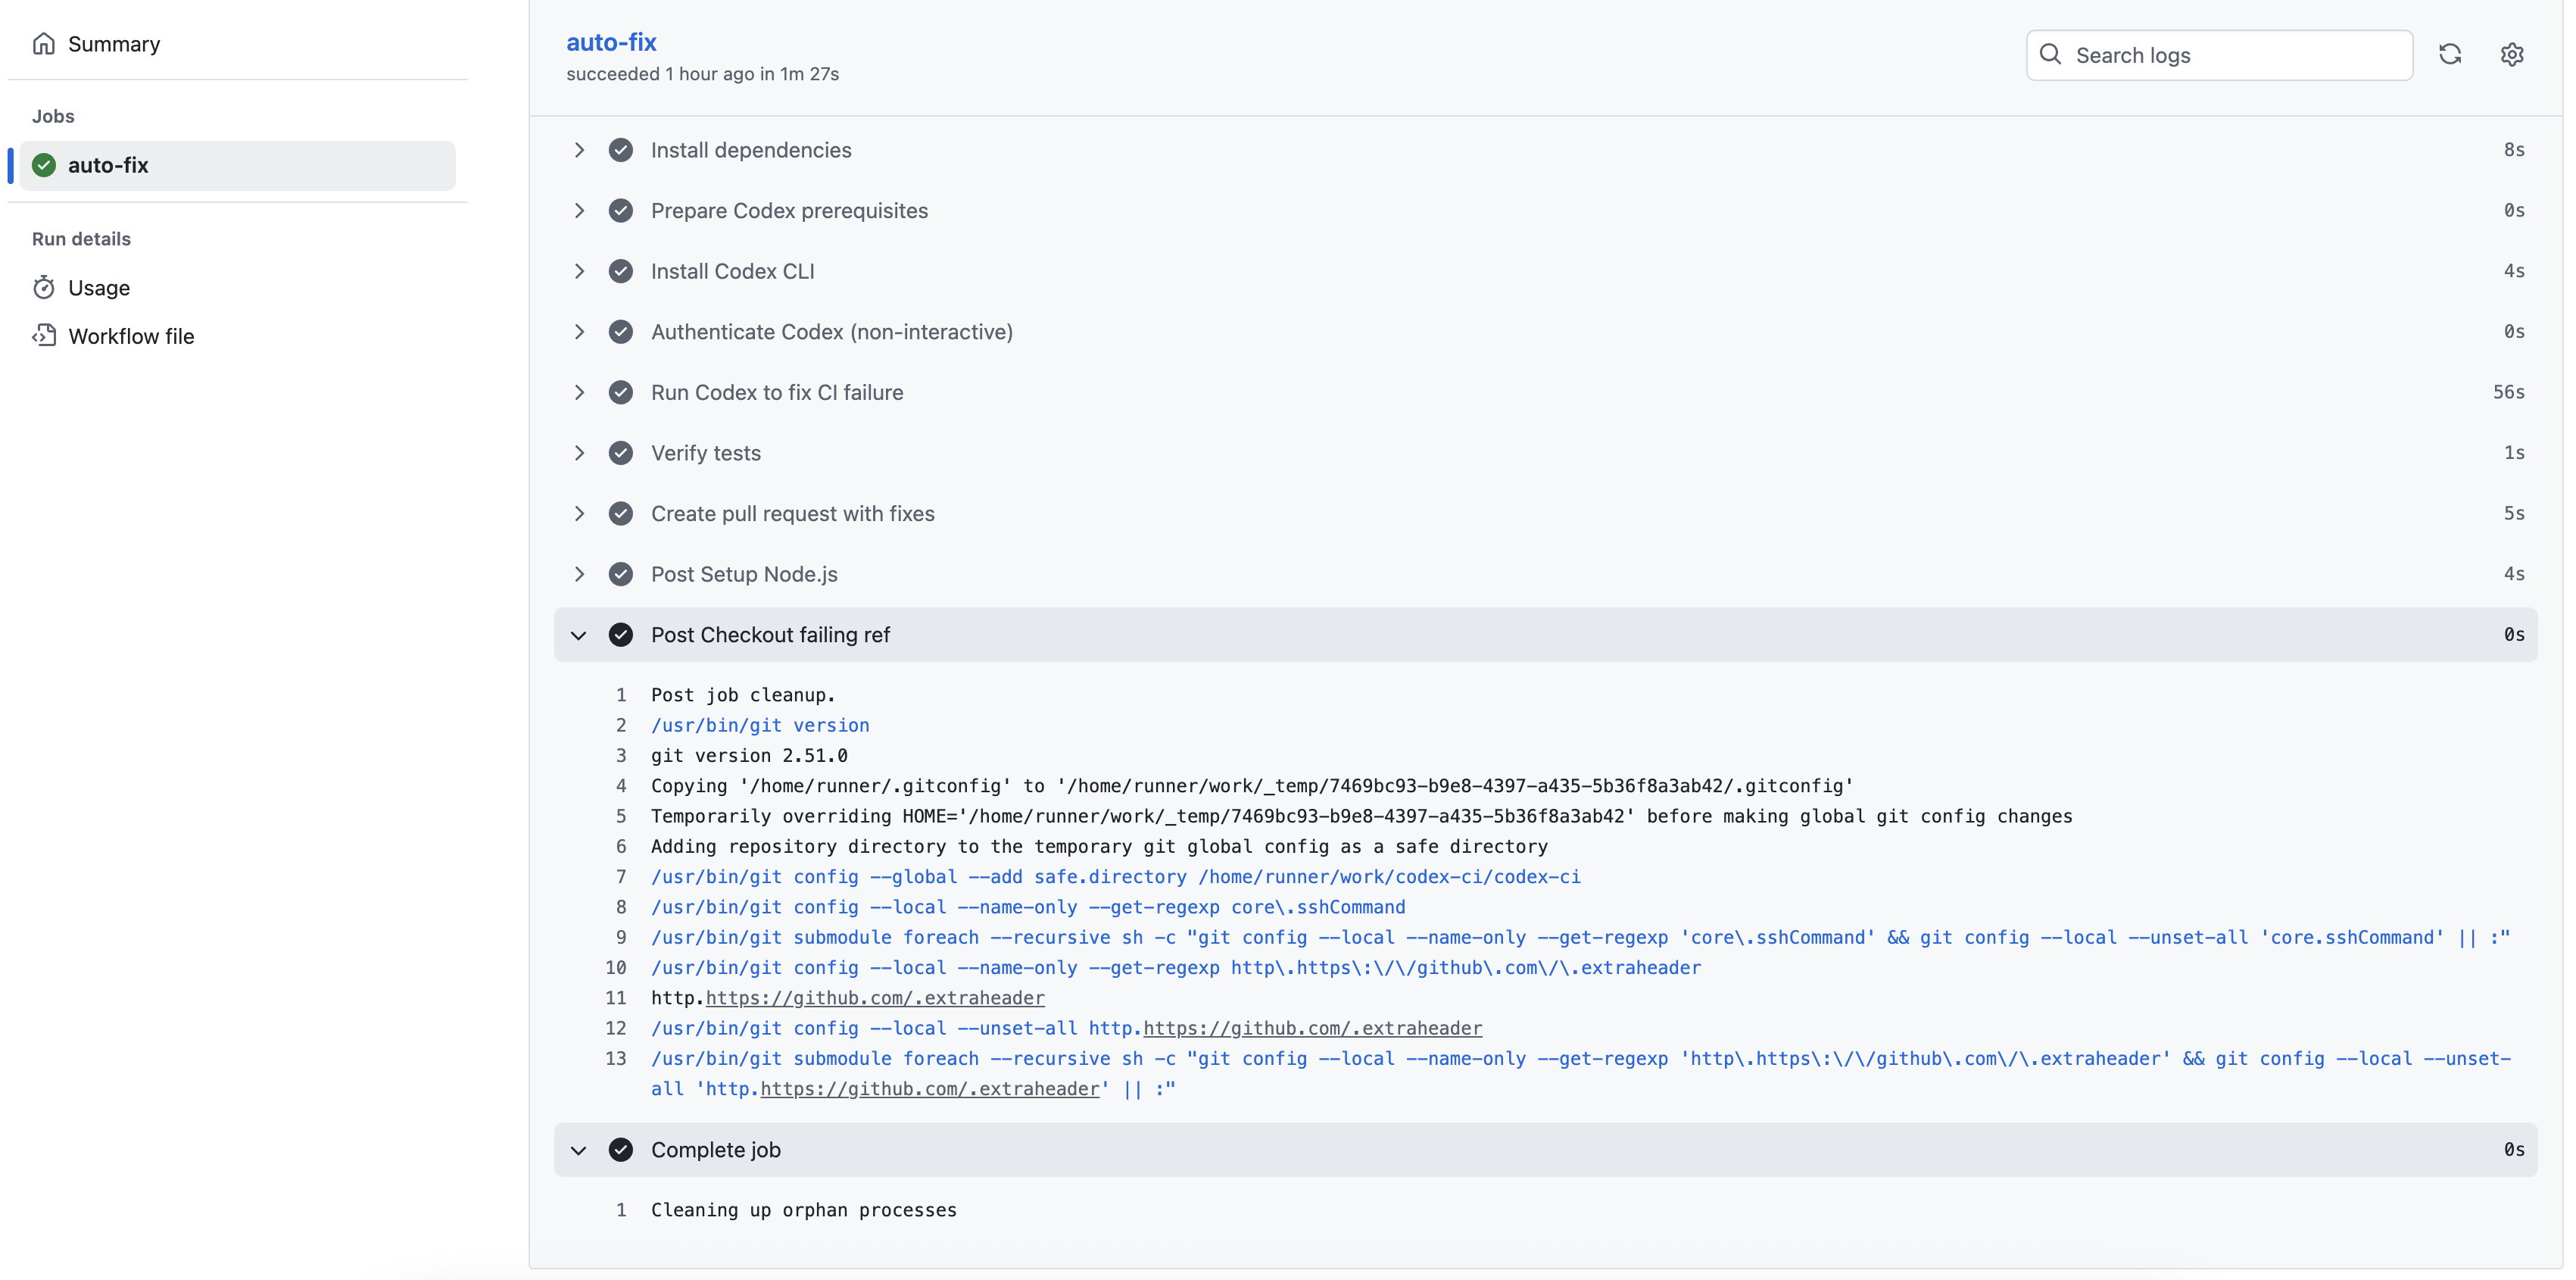 Summary
Jobs
auto-fix
Run details
Usage
Workflow file
auto-fix
succeeded 1 hour ago in 1m 27s
Search logs
Install dependencies 8s
Prepare Codex prerequisites 0s
Install Codex CLI 4s
Authenticate Codex (non-interactive) 0s
Run Codex to fix CI failure 56s
Verify tests 1s
Create pull request with fixes 5s
Post Setup Node.js 4s
Post Checkout failing ref 0s
1 Post job cleanup.
2 /usr/bin/git version
3 git version 2.51.0
4 Copying '/home/runner/.gitconfig' to '/home/runner/work/_temp/7469bc93-b9e8-4397-a435-5b36f8a3ab42/.gitconfig'
5 Temporarily overriding HOME='/home/runner/work/_temp/7469bc93-b9e8-4397-a435-5b36f8a3ab42' before making global git config changes
6 Adding repository directory to the temporary git global config as a safe directory
7 /usr/bin/git config --global --add safe.directory /home/runner/work/codex-ci/codex-ci
8 /usr/bin/git config --local --name-only --get-regexp core\.sshCommand
9 /usr/bin/git submodule foreach --recursive sh -c "git config --local --name-only --get-regexp 'core\.sshCommand' && git config --local --unset-all 'core.sshCommand' || :"
10 /usr/bin/git config --local --name-only --get-regexp http\.https\:\/\/github\.com\/\.extraheader
11 http.https://github.com/.extraheader
12 /usr/bin/git config --local --unset-all http.https://github.com/.extraheader
13 /usr/bin/git submodule foreach --recursive sh -c "git config --local --name-only --get-regexp 'http\.https\:\/\/github\.com\/\.extraheader' && git config --local --unset-
all 'http.https://github.com/.extraheader' || :"
Complete job 0s
1 Cleaning up orphan processes